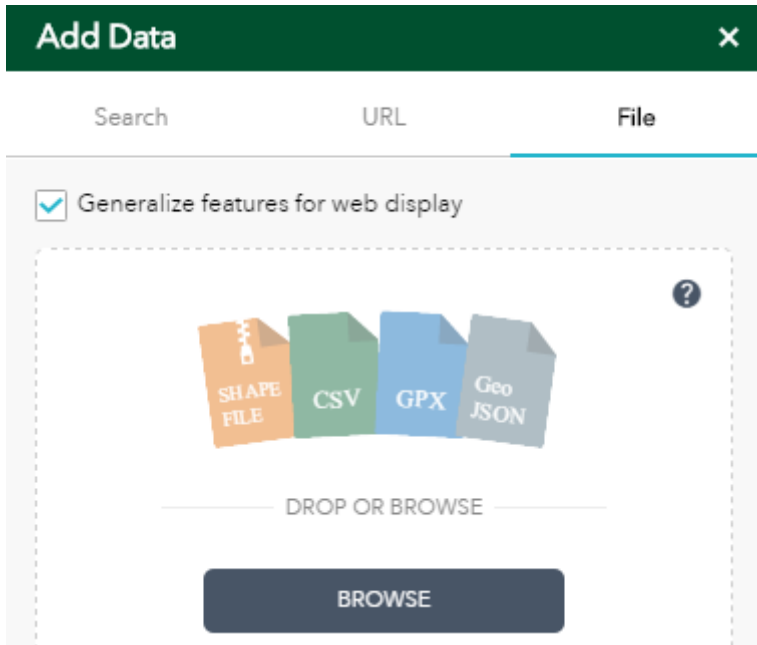 Add Data
Search URL File
Generalize features for web display
?
SHAPE
FILE
CSV
GPX
Geo
JSON
DROP OR BROWSE
BROWSE